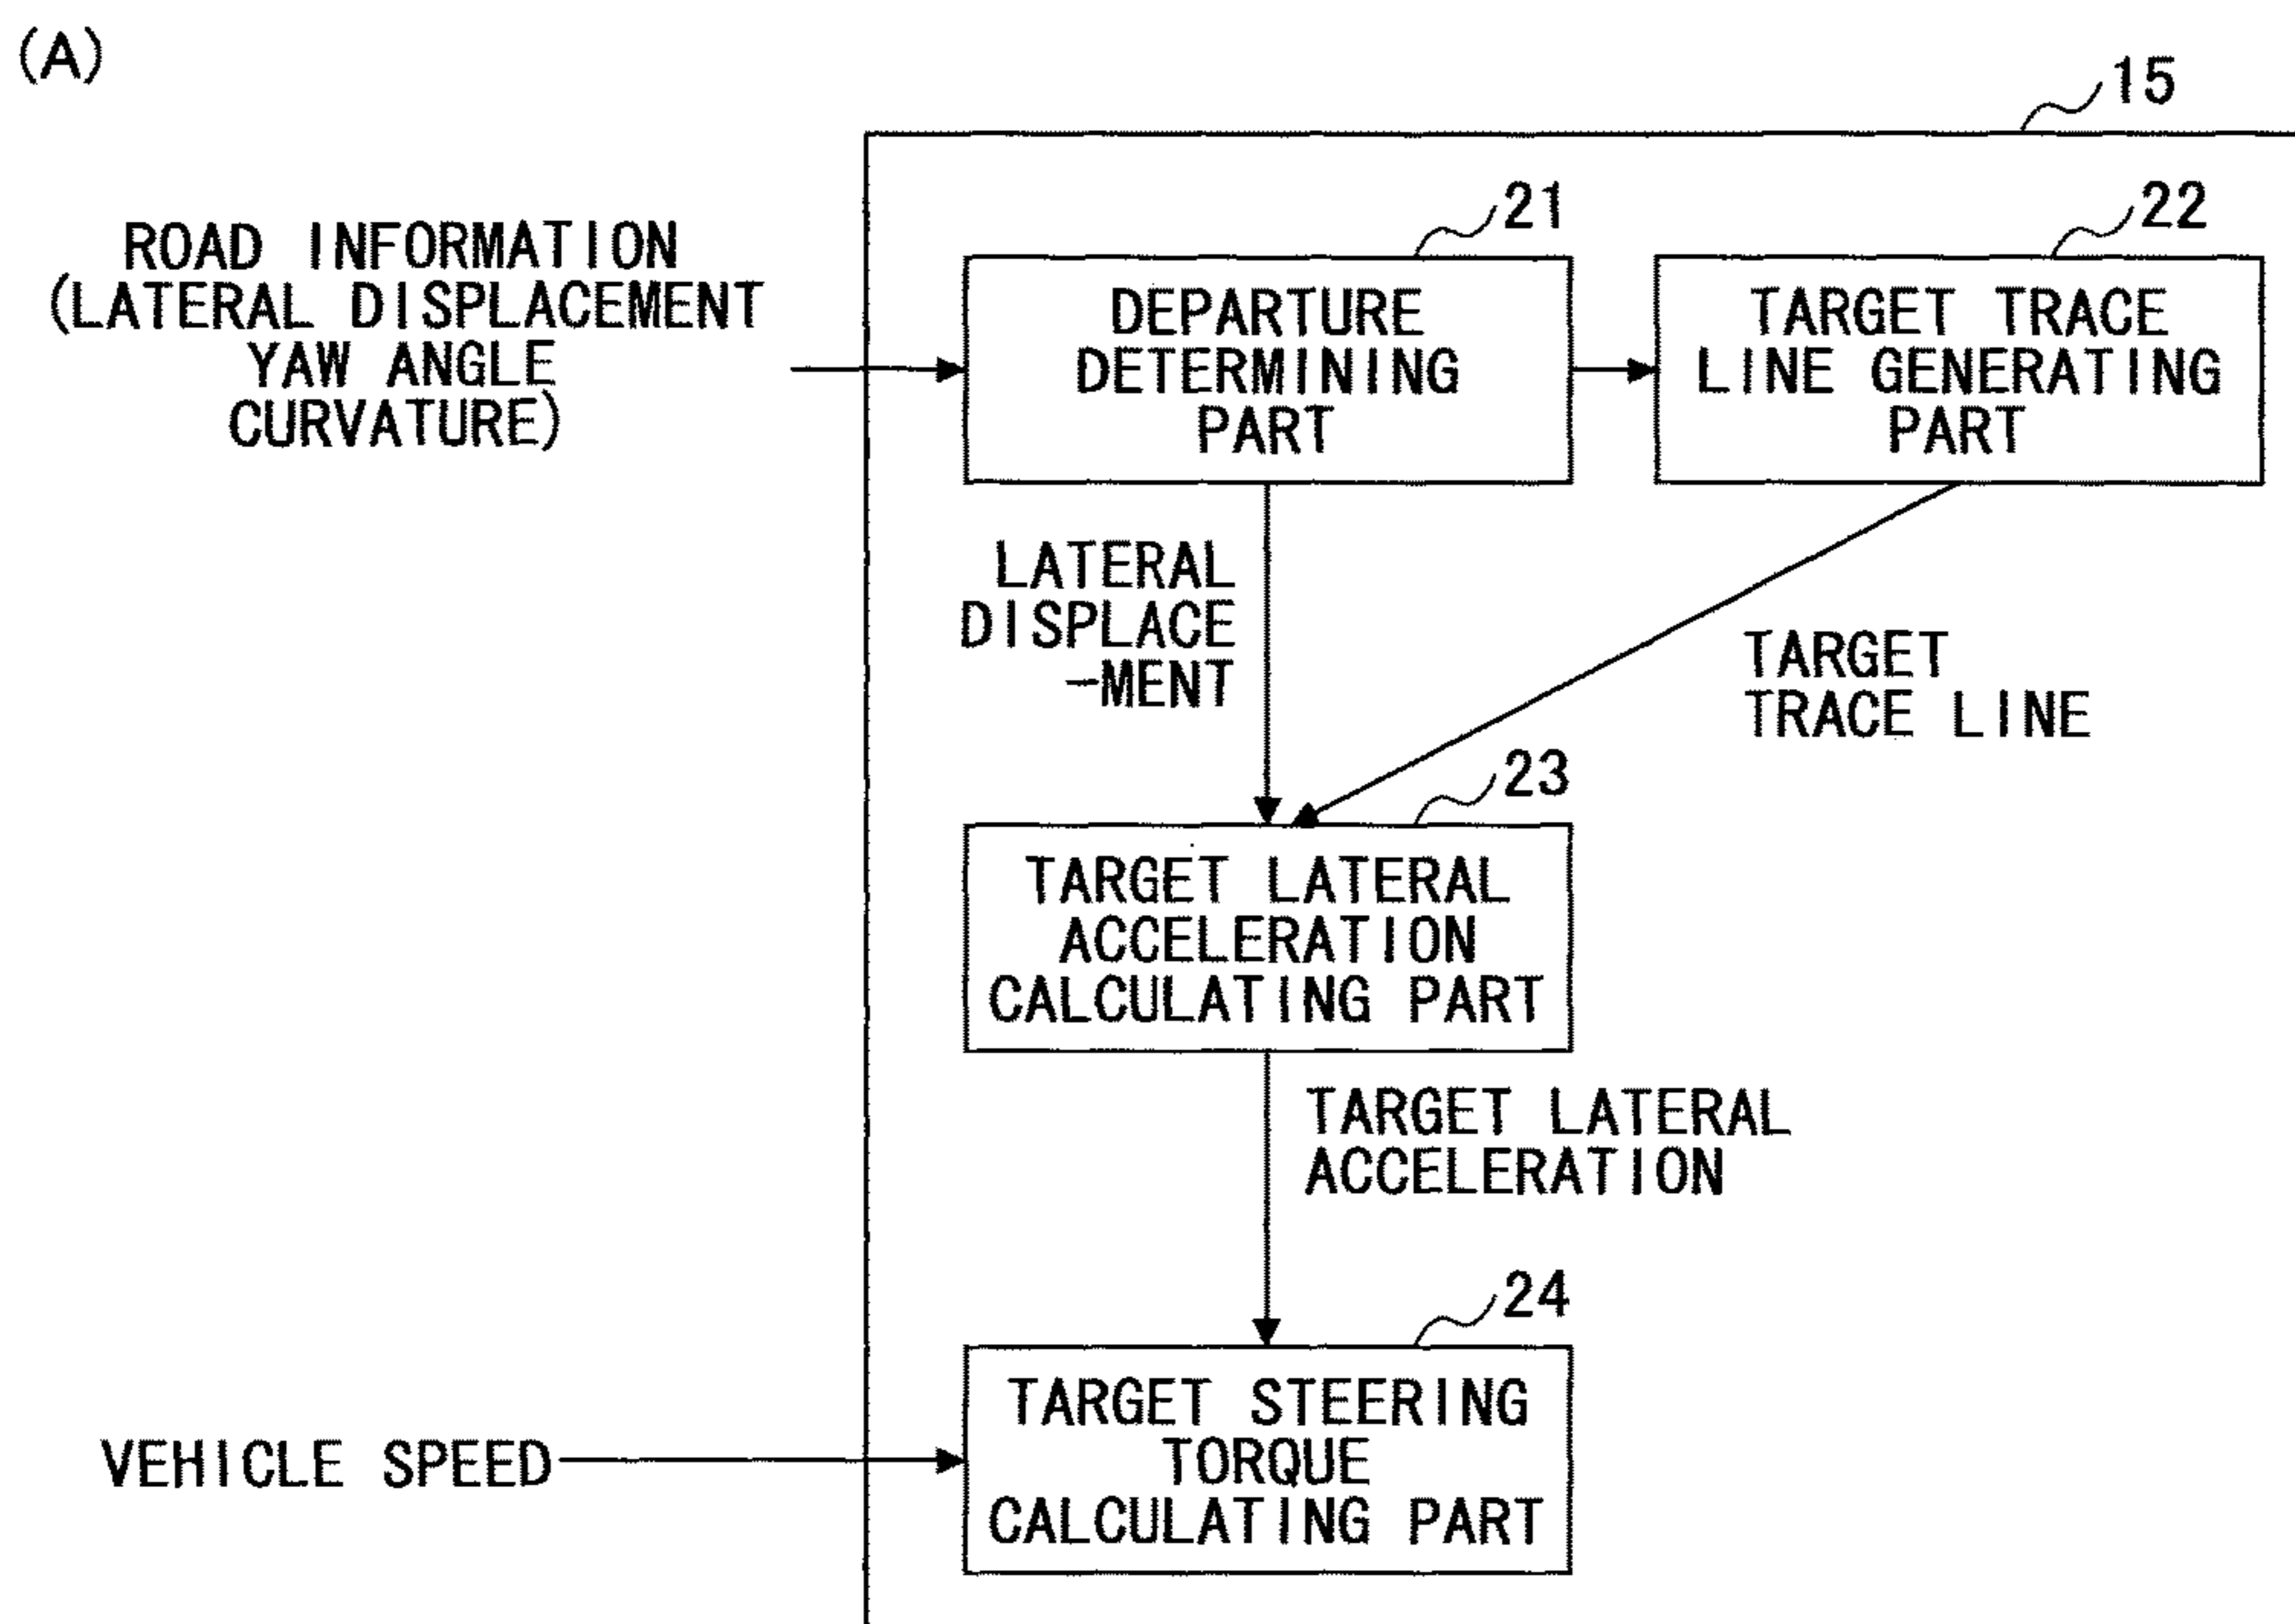 (A)
15
21
22
ROAD INFORMATION
(LATERAL DISPLACEMENT
YAW ANGLE
CURVATURE)
DEPARTURE
DETERMINING
PART
TARGET TRACE
LINE GENERATING
PART
LATERAL
DISPLACE
-MENT
TARGET
TRACE LINE
23
TARGET LATERAL
ACCELERATION
CALCULATING PART
TARGET LATERAL
ACCELERATION
24
TARGET STEERING
TORQUE
CALCULATING PART
VEHICLE SPEED